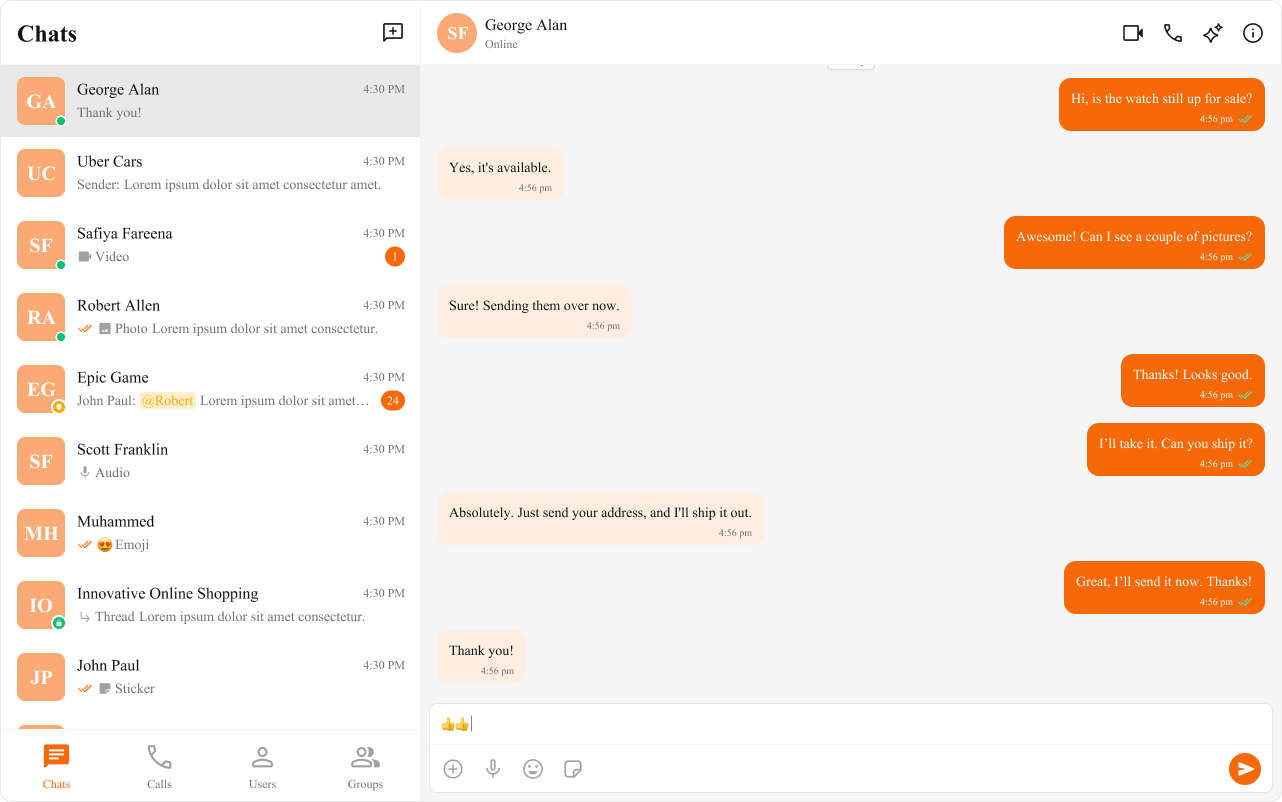 Chats
GA
George Alan
4:30 PM
Thank you!
UC
Uber Cars
4:30 PM
Sender: Lorem ipsum dolor sit amet consectetur amet.
SF
Safiya Fareena
4:30 PM
Video
1
RA
Robert Allen
4:30 PM
Photo Lorem ipsum dolor sit amet consectetur.
EG
Epic Game
4:30 PM
John Paul: @Robert Lorem ipsum dolor sit amet…
24
SF
Scott Franklin
4:30 PM
Audio
MH
Muhammed
4:30 PM
😍 Emoji
IO
Innovative Online Shopping
4:30 PM
Thread Lorem ipsum dolor sit amet consectetur.
JP
John Paul
4:30 PM
Sticker
Chats
Calls
Users
Groups
SF
George Alan
Online
Hi, is the watch still up for sale?
4:56 pm
Yes, it's available.
4:56 pm
Awesome! Can I see a couple of pictures?
4:56 pm
Sure! Sending them over now.
4:56 pm
Thanks! Looks good.
4:56 pm
I’ll take it. Can you ship it?
4:56 pm
Absolutely. Just send your address, and I'll ship it out.
4:56 pm
Great, I’ll send it now. Thanks!
4:56 pm
Thank you!
4:56 pm
👍👍